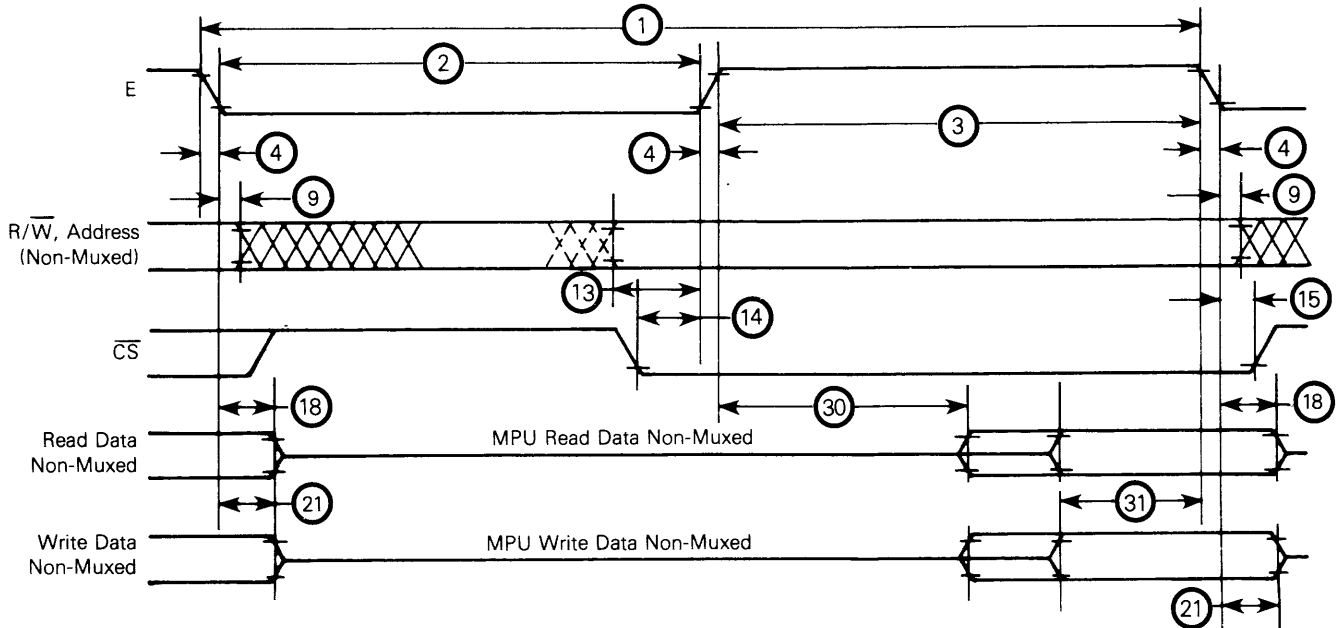 1
2
E
3
4
4
4
9
9
R/W̅, Address
(Non-Muxed)
13
14
15
C̅S̅
18
30
18
Read Data
Non-Muxed
MPU Read Data Non-Muxed
21
31
Write Data
Non-Muxed
MPU Write Data Non-Muxed
21